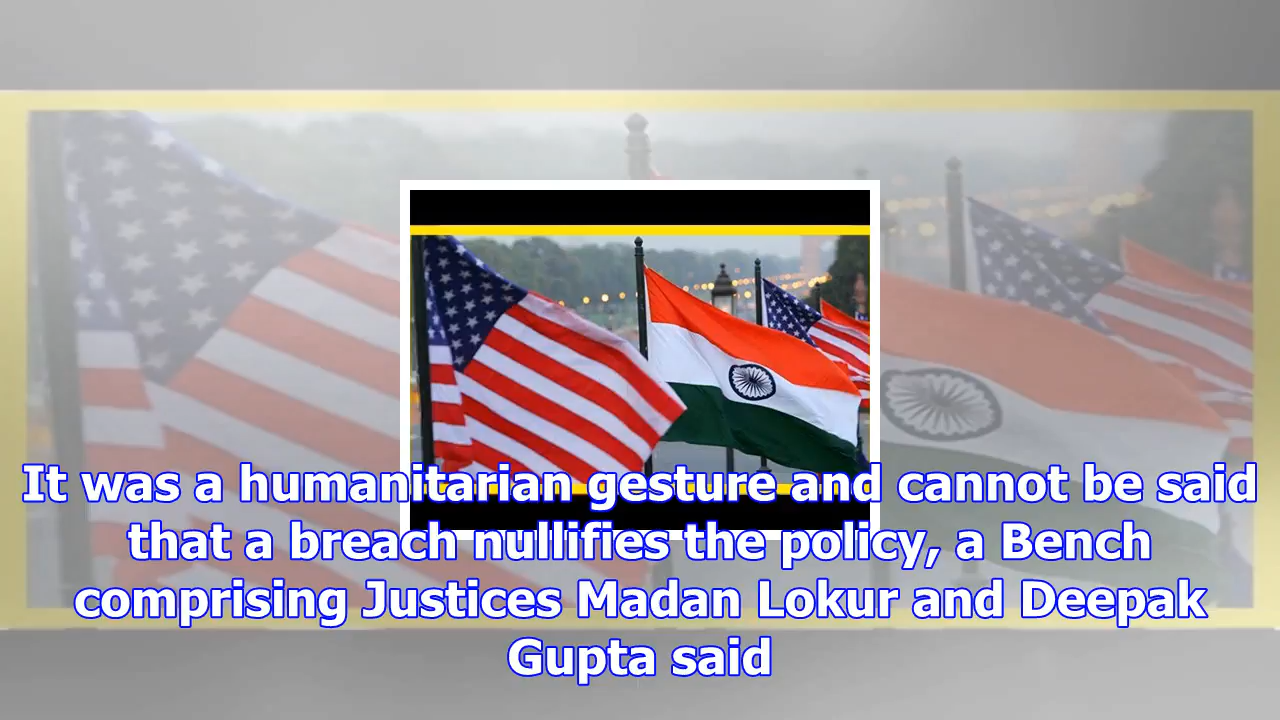 It was a humanitarian gesture and cannot be said
that a breach nullifies the policy, a Bench
comprising Justices Madan Lokur and Deepak
Gupta said